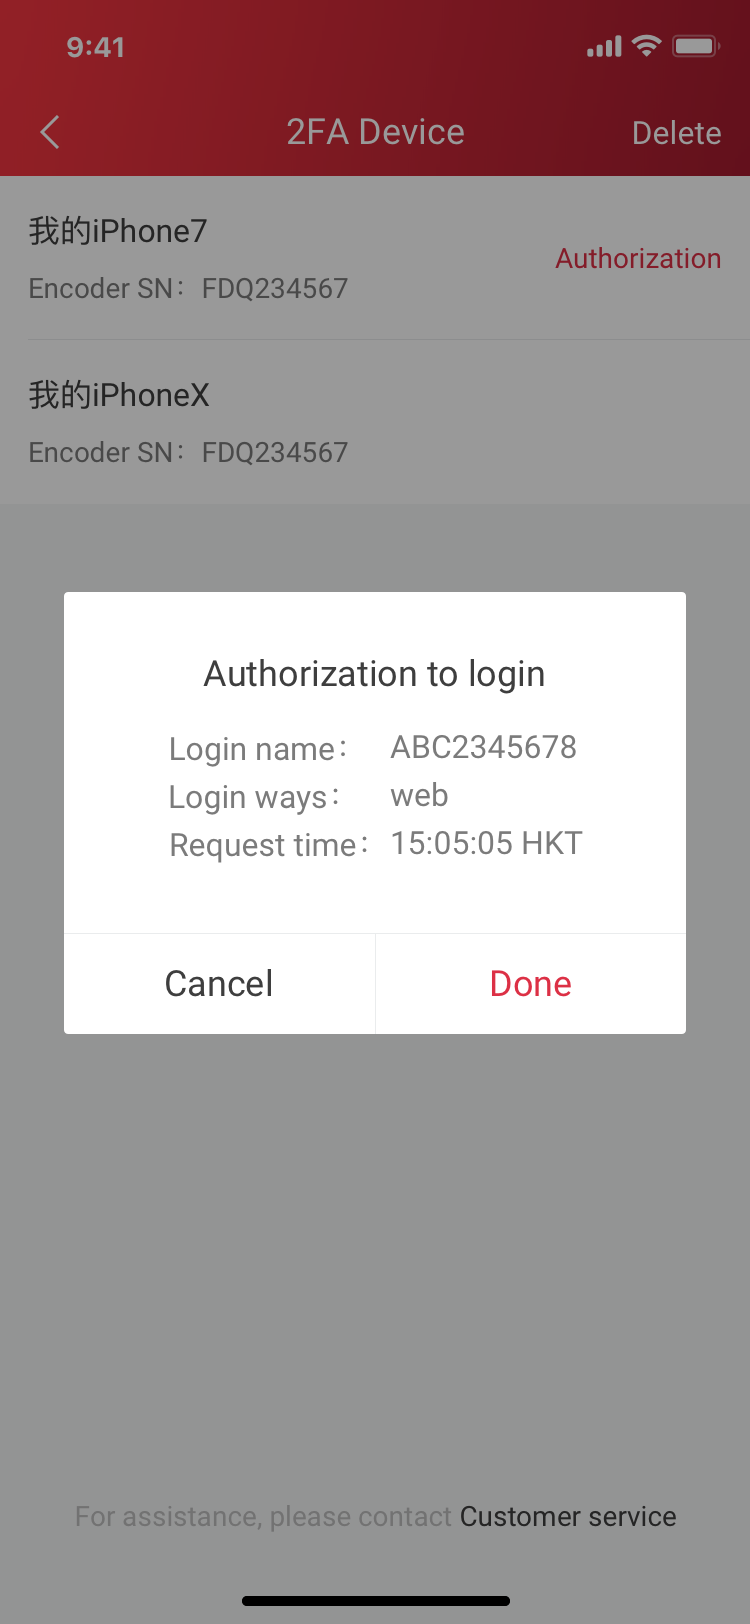 9:41
2FA Device
Delete
我的iPhone7
Authorization
Encoder SN：FDQ234567
我的iPhoneX
Encoder SN：FDQ234567
Authorization to login
Login name： ABC2345678
Login ways： web
Request time： 15:05:05 HKT
Cancel
Done
For assistance, please contact Customer service